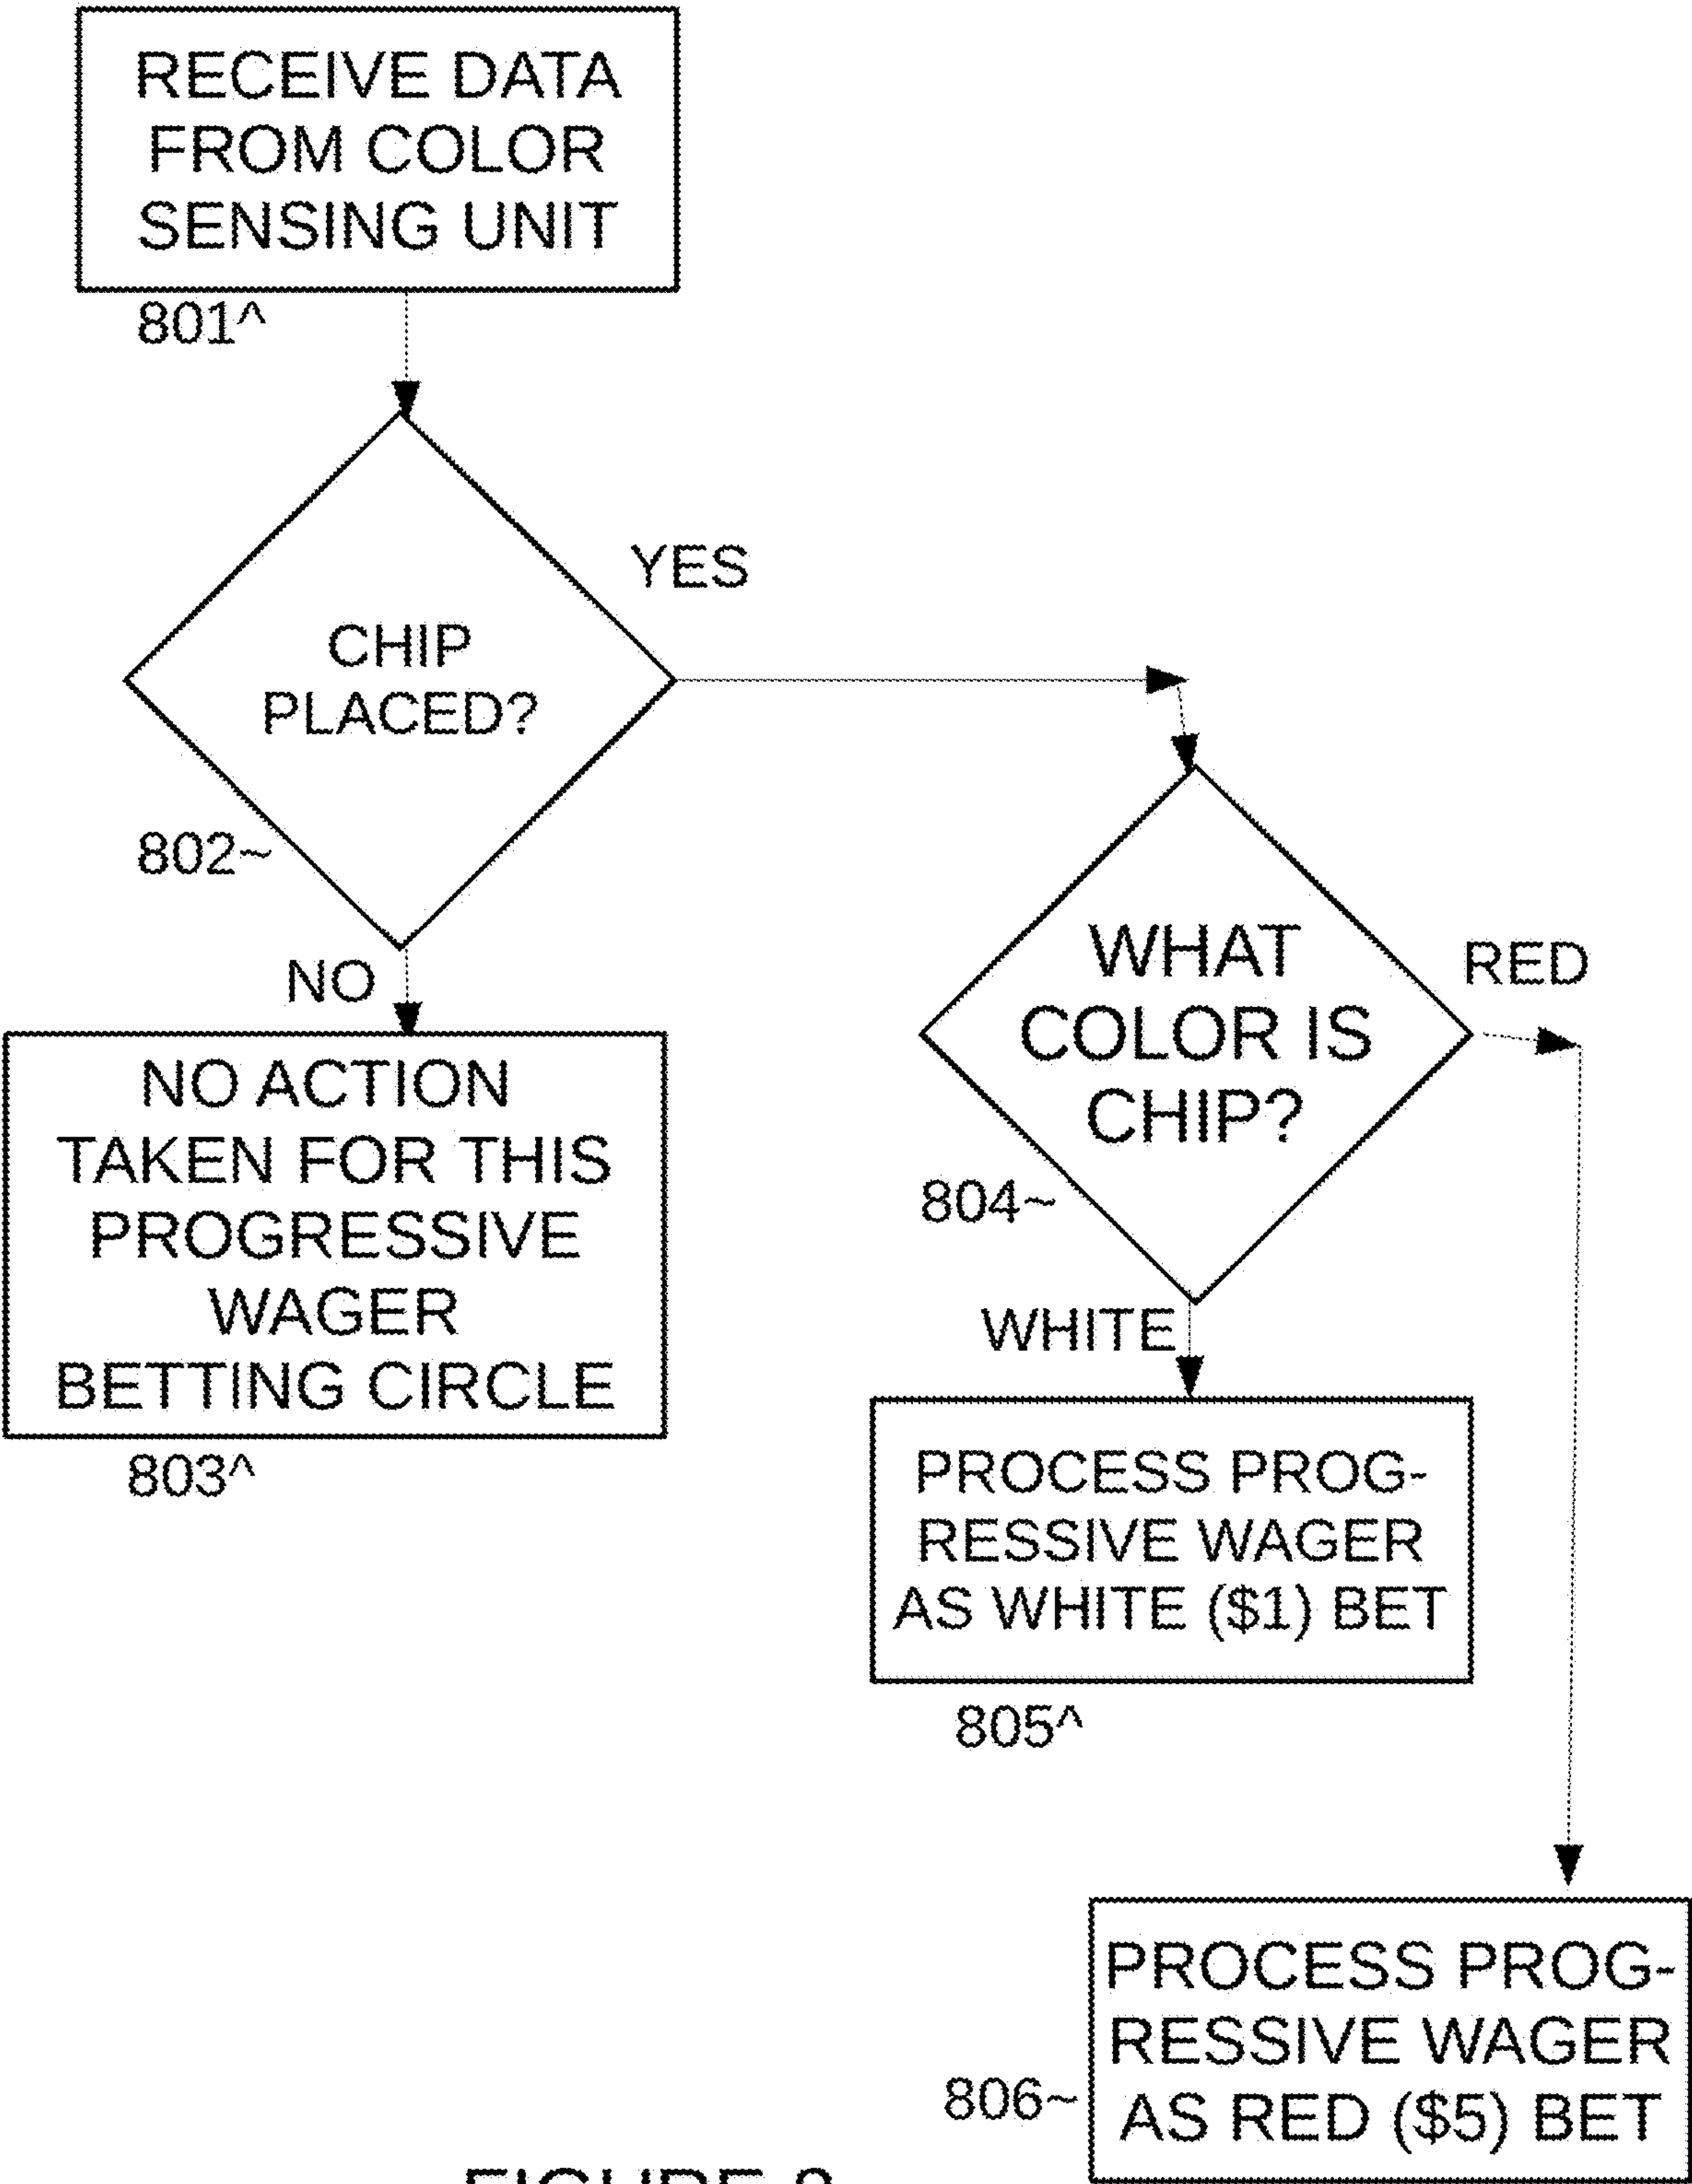 RECEIVE DATA
FROM COLOR
SENSING UNIT
801^
YES
CHIP
PLACED?
802~
NO
NO ACTION
TAKEN FOR THIS
PROGRESSIVE
WAGER
BETTING CIRCLE
803^
WHAT
COLOR IS
CHIP?
RED
804~
WHITE
PROCESS PROG-
RESSIVE WAGER
AS WHITE ($1) BET
805^
PROCESS PROG-
RESSIVE WAGER
AS RED ($5) BET
806~
FIGURE